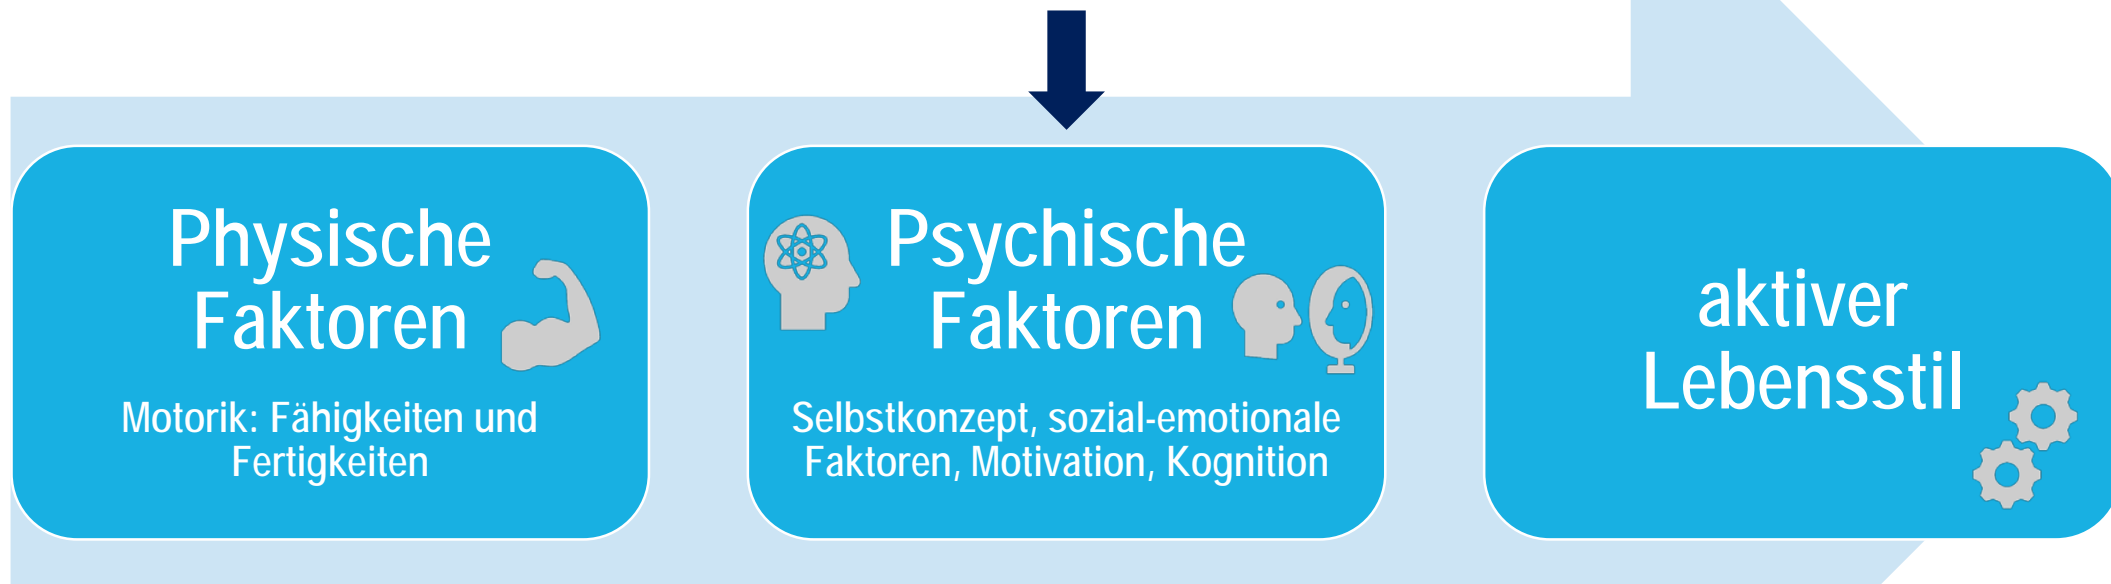 Physische
Faktoren
Motorik: Fähigkeiten und
Fertigkeiten
Psychische
Faktoren
Selbstkonzept, sozial-emotionale
Faktoren, Motivation, Kognition
aktiver
Lebensstil